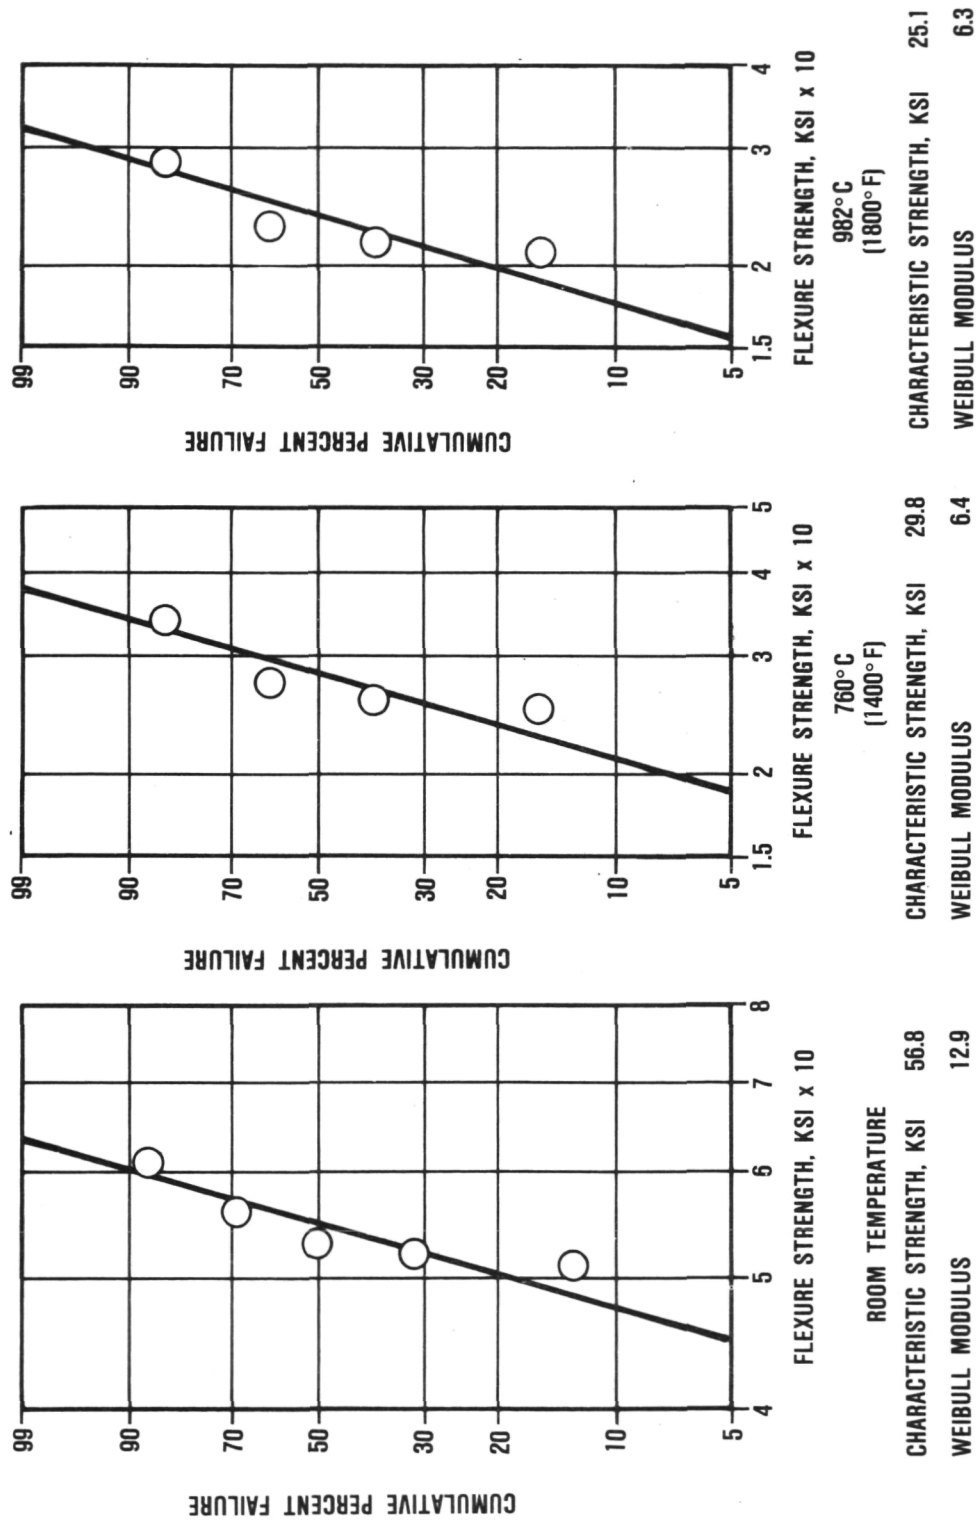 CUMULATIVE PERCENT FAILURE
99
90
70
50
30
20
10
5
4 5 6 7 8
FLEXURE STRENGTH, KSI x 10
ROOM TEMPERATURE
CHARACTERISTIC STRENGTH, KSI 56.8
WEIBULL MODULUS 12.9
CUMULATIVE PERCENT FAILURE
99
90
70
50
30
20
10
5
1.5 2 3 4 5
FLEXURE STRENGTH, KSI x 10
760°C
(1400°F)
CHARACTERISTIC STRENGTH, KSI 29.8
WEIBULL MODULUS 6.4
CUMULATIVE PERCENT FAILURE
99
90
70
50
30
20
10
5
1.5 2 3 4
FLEXURE STRENGTH, KSI x 10
982°C
(1800°F)
CHARACTERISTIC STRENGTH, KSI 25.1
WEIBULL MODULUS 6.3